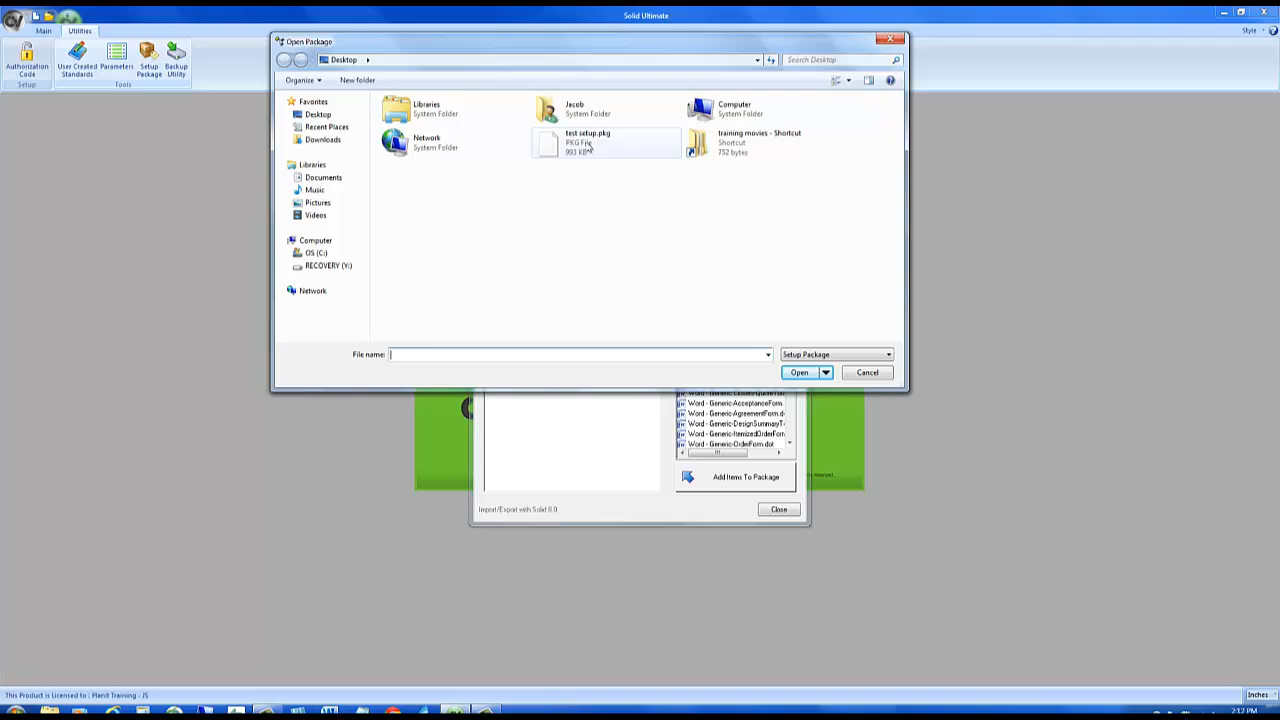 Solid Ultimate
Main Utilities
Style
Authorization Code
User Created Standards
Parameters
Setup Package
Backup Utility
Setup
Tools
Open Package
Desktop
Search Desktop
Organize
New folder
Favorites
Desktop
Recent Places
Downloads
Libraries
Documents
Music
Pictures
Videos
Computer
OS (C:)
RECOVERY (Y:)
Network
Libraries
System Folder
Jacob
System Folder
Computer
System Folder
Network
System Folder
test setup.pkg
PKG File
993 KB
training movies - Shortcut
Shortcut
752 bytes
File name:
Setup Package
Open
Cancel
Word - Generic-AcceptanceForm.
Word - Generic-AgreementForm.d
Word - Generic-DesignSummaryT
Word - Generic-ItemizedOrderForm
Word - Generic-OrderForm.dot
Add Items To Package
reserved.
Import/Export with Solid 8.0
Close
This Product is Licensed to : Planit Training - JS
Inches
2:12 PM